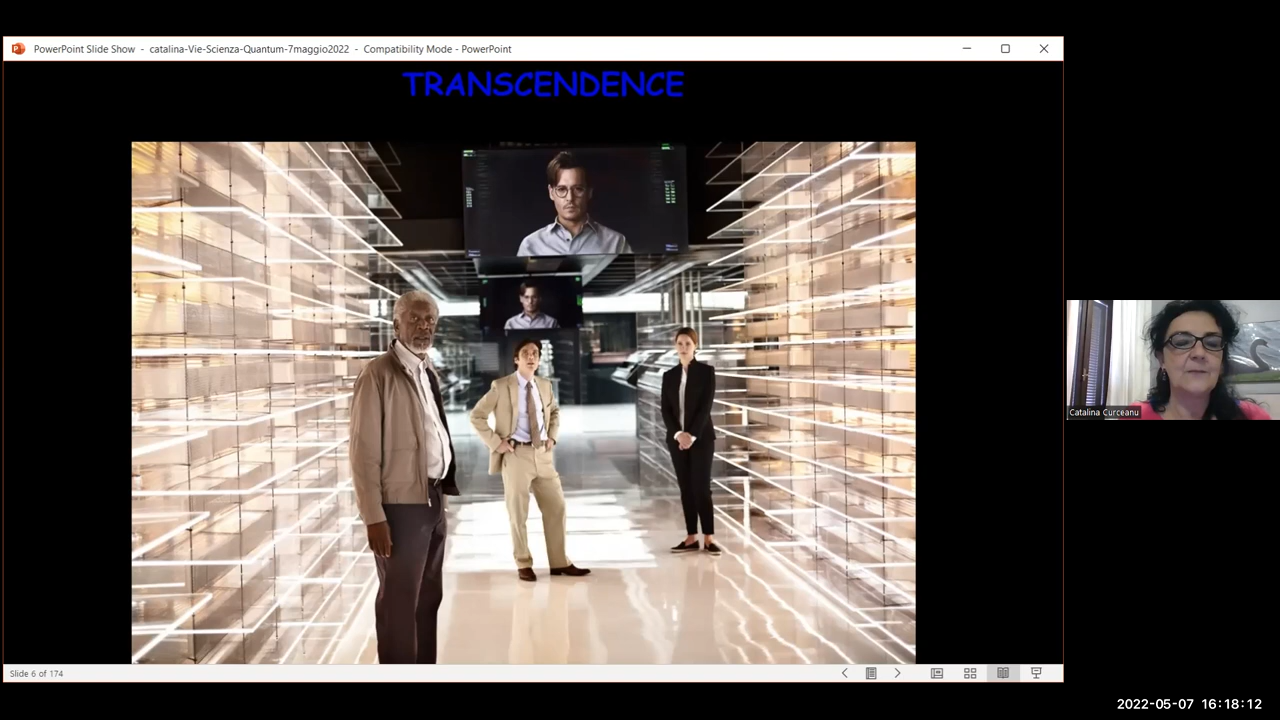 PowerPoint Slide Show - catalina-Vie-Scienza-Quantum-7maggio2022 - Compatibility Mode - PowerPoint
TRANSCENDENCE
Catalina Curceanu
Slide 6 of 174
2022-05-07 16:18:12